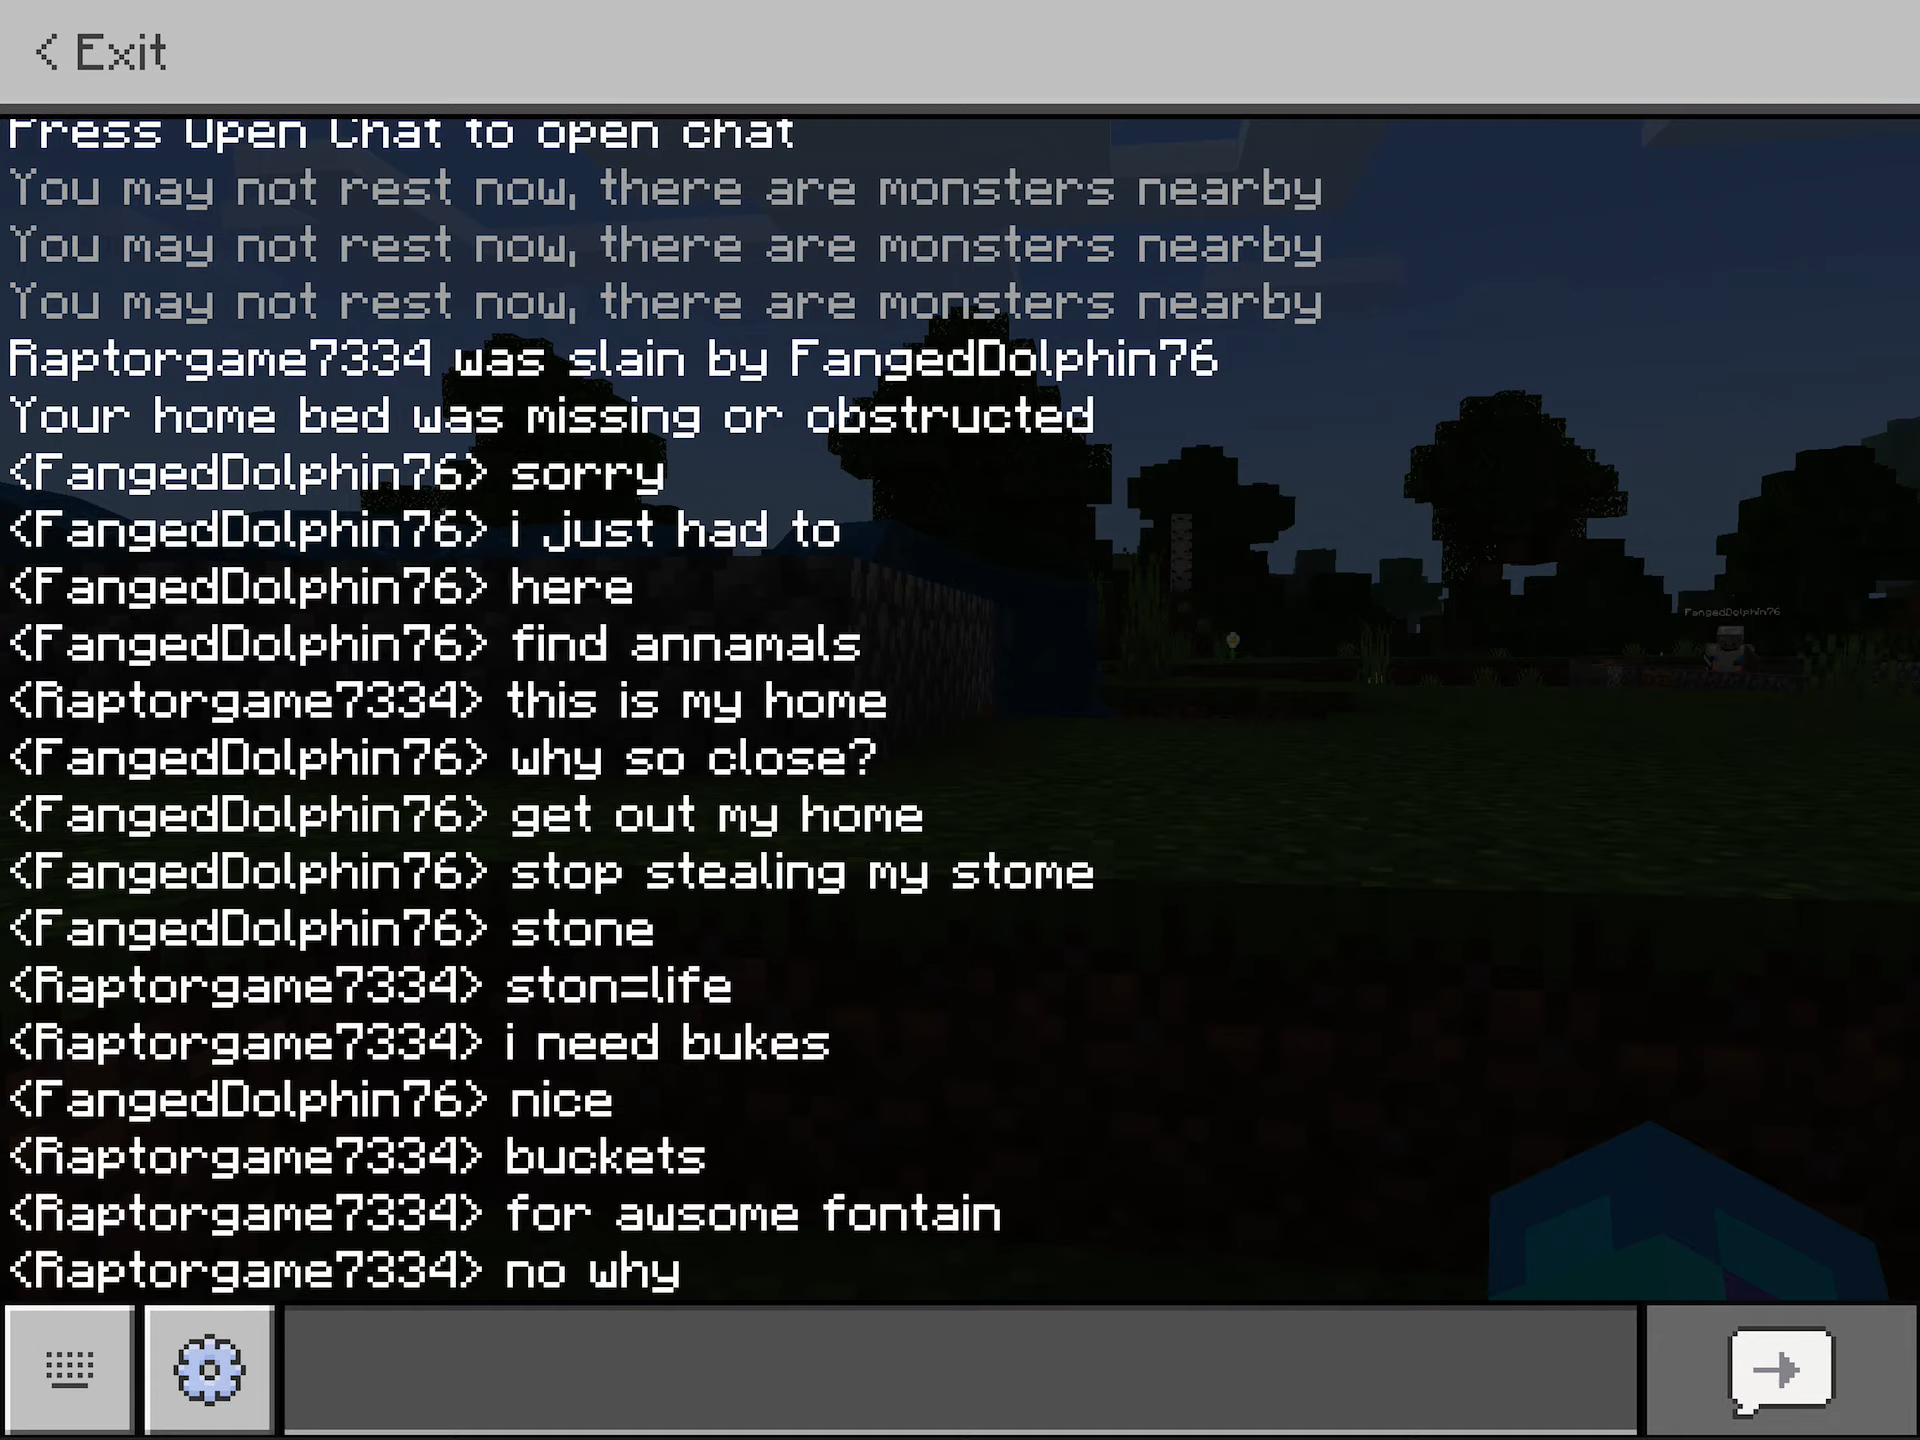 < Exit
Press Open Chat to open chat
You may not rest now, there are monsters nearby
You may not rest now, there are monsters nearby
You may not rest now, there are monsters nearby
Raptorgame7334 was slain by FangedDolphin76
Your home bed was missing or obstructed
<FangedDolphin76> sorry
<FangedDolphin76> i just had to
<FangedDolphin76> here
<FangedDolphin76> find annamals
FangedDolphin76
<Raptorgame7334> this is my home
<FangedDolphin76> why so close?
<FangedDolphin76> get out my home
<FangedDolphin76> stop stealing my stome
<FangedDolphin76> stone
<Raptorgame7334> ston=life
<Raptorgame7334> i need bukes
<FangedDolphin76> nice
<Raptorgame7334> buckets
<Raptorgame7334> for awsome fontain
<Raptorgame7334> no why